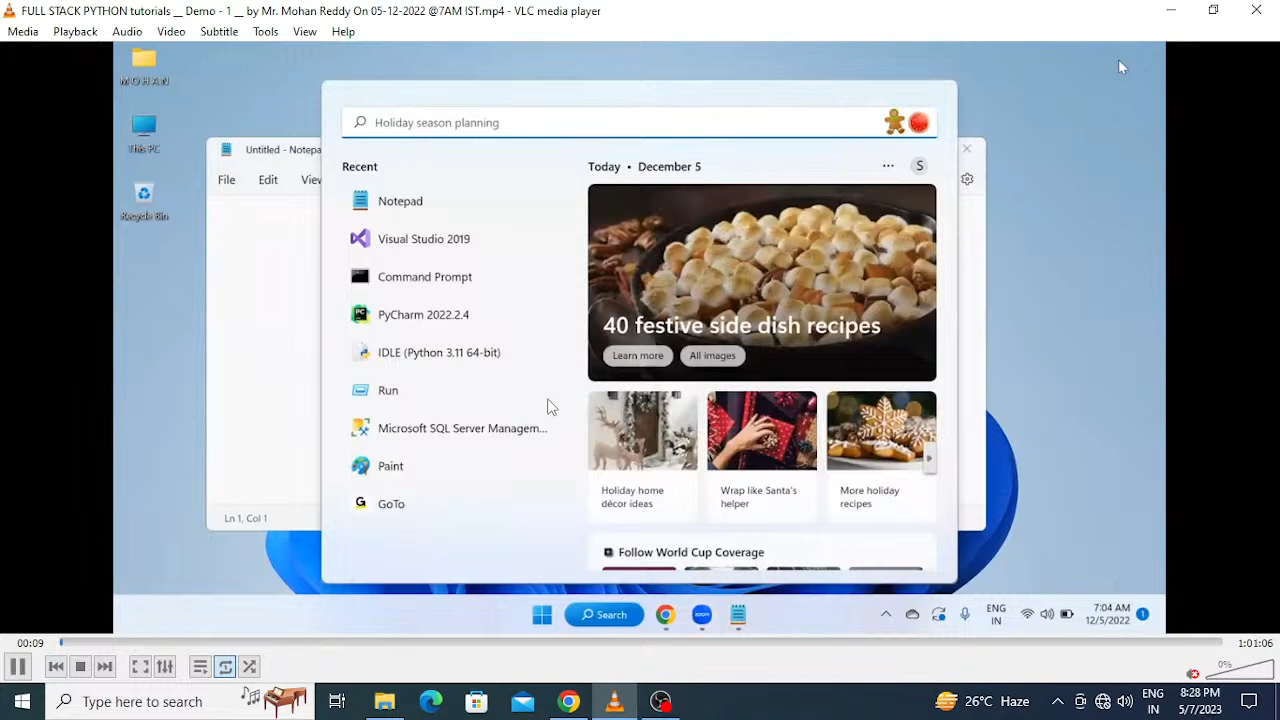 FULL STACK PYTHON tutorials __ Demo - 1 __ by Mr. Mohan Reddy On 05-12-2022 @7AM IST.mp4 - VLC media player
Media Playback Audio Video Subtitle Tools View Help
M O H A N
This PC
Recycle Bin
Untitled - Notepa
File Edit View
Ln 1, Col 1
Holiday season planning
Recent
Notepad
Visual Studio 2019
Command Prompt
PyCharm 2022.2.4
IDLE (Python 3.11 64-bit)
Run
Microsoft SQL Server Managem...
Paint
GoTo
Today • December 5
S
40 festive side dish recipes
Learn more All images
Holiday home
décor ideas
Wrap like Santa's
helper
More holiday
recipes
Follow World Cup Coverage
Search
zoom
ENG
IN
7:04 AM
12/5/2022
1
00:09
1:01:06
0%
Type here to search
26°C Haze
ENG
IN
8:28 PM
5/7/2023